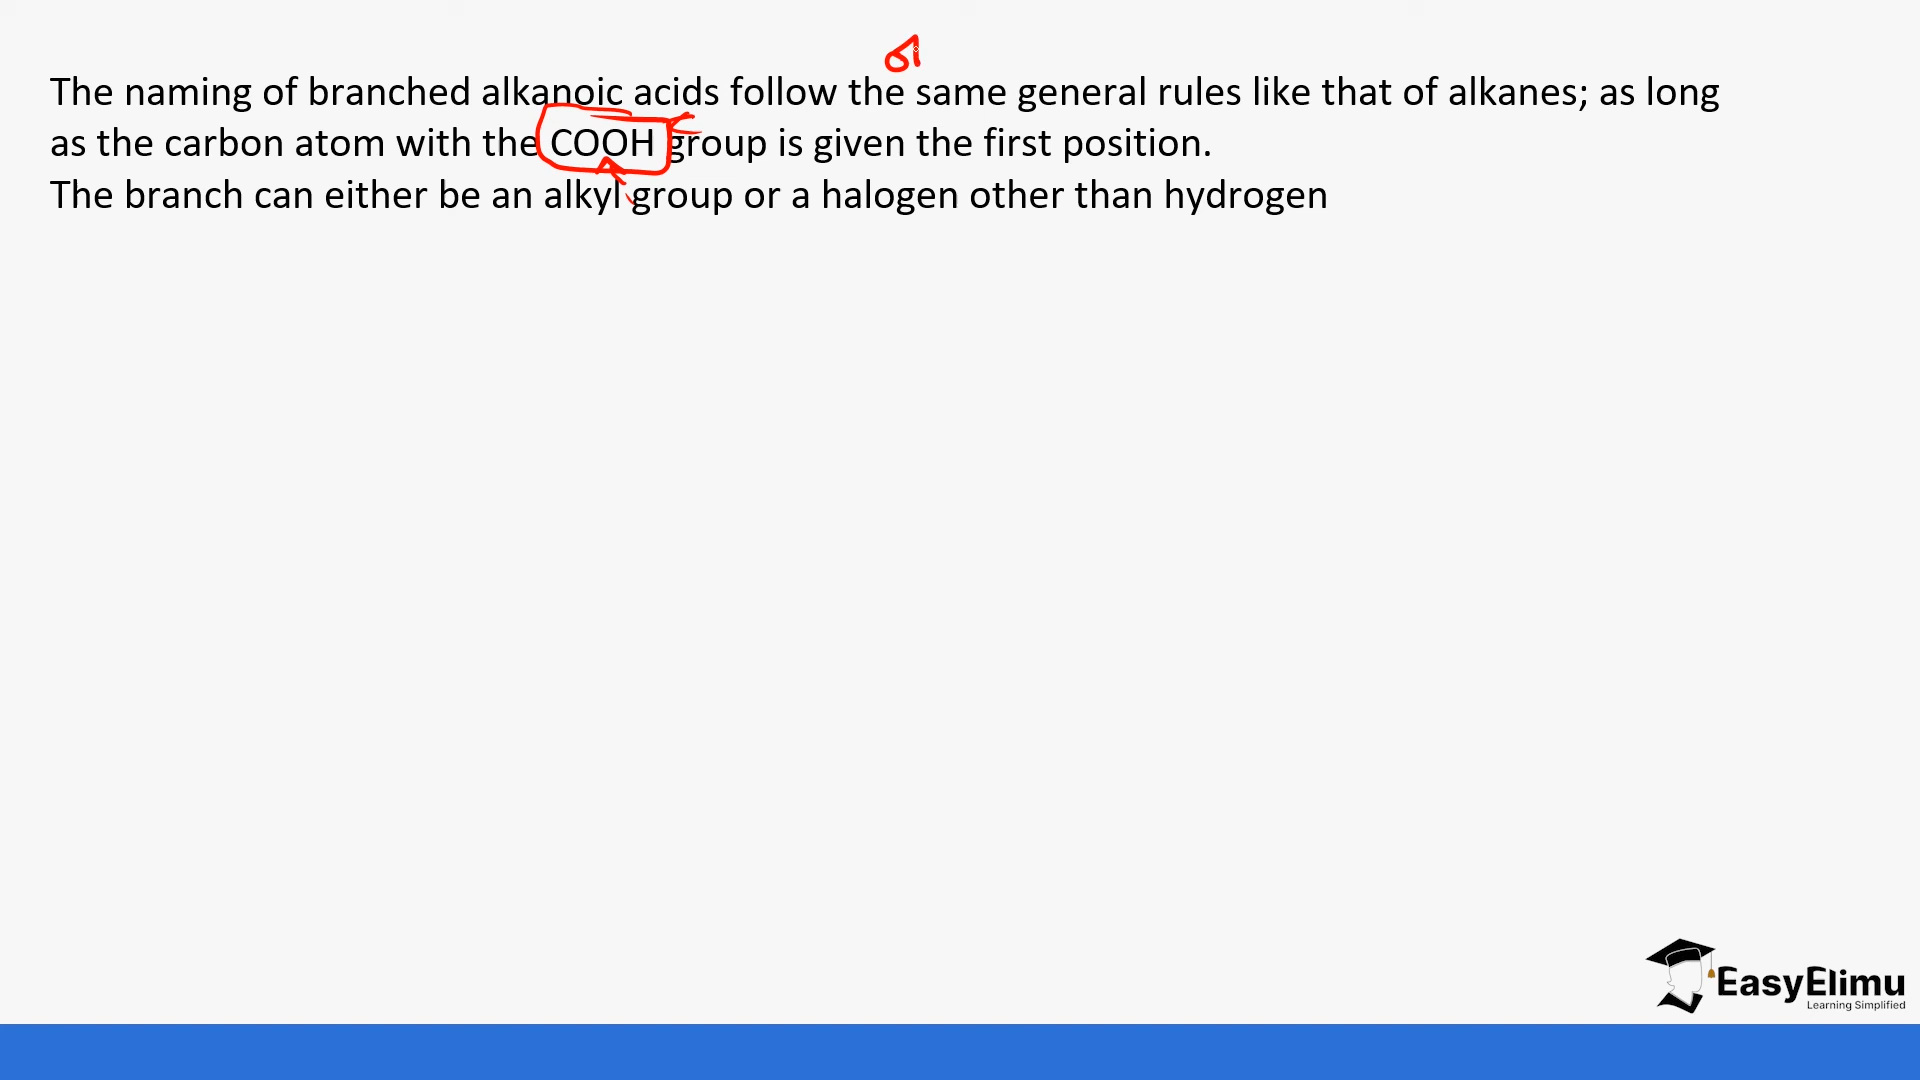 The naming of branched alkanoic acids follow the same general rules like that of alkanes; as long
as the carbon atom with the COOH group is given the first position.
The branch can either be an alkyl group or a halogen other than hydrogen
EasyElimu
Learning Simplified